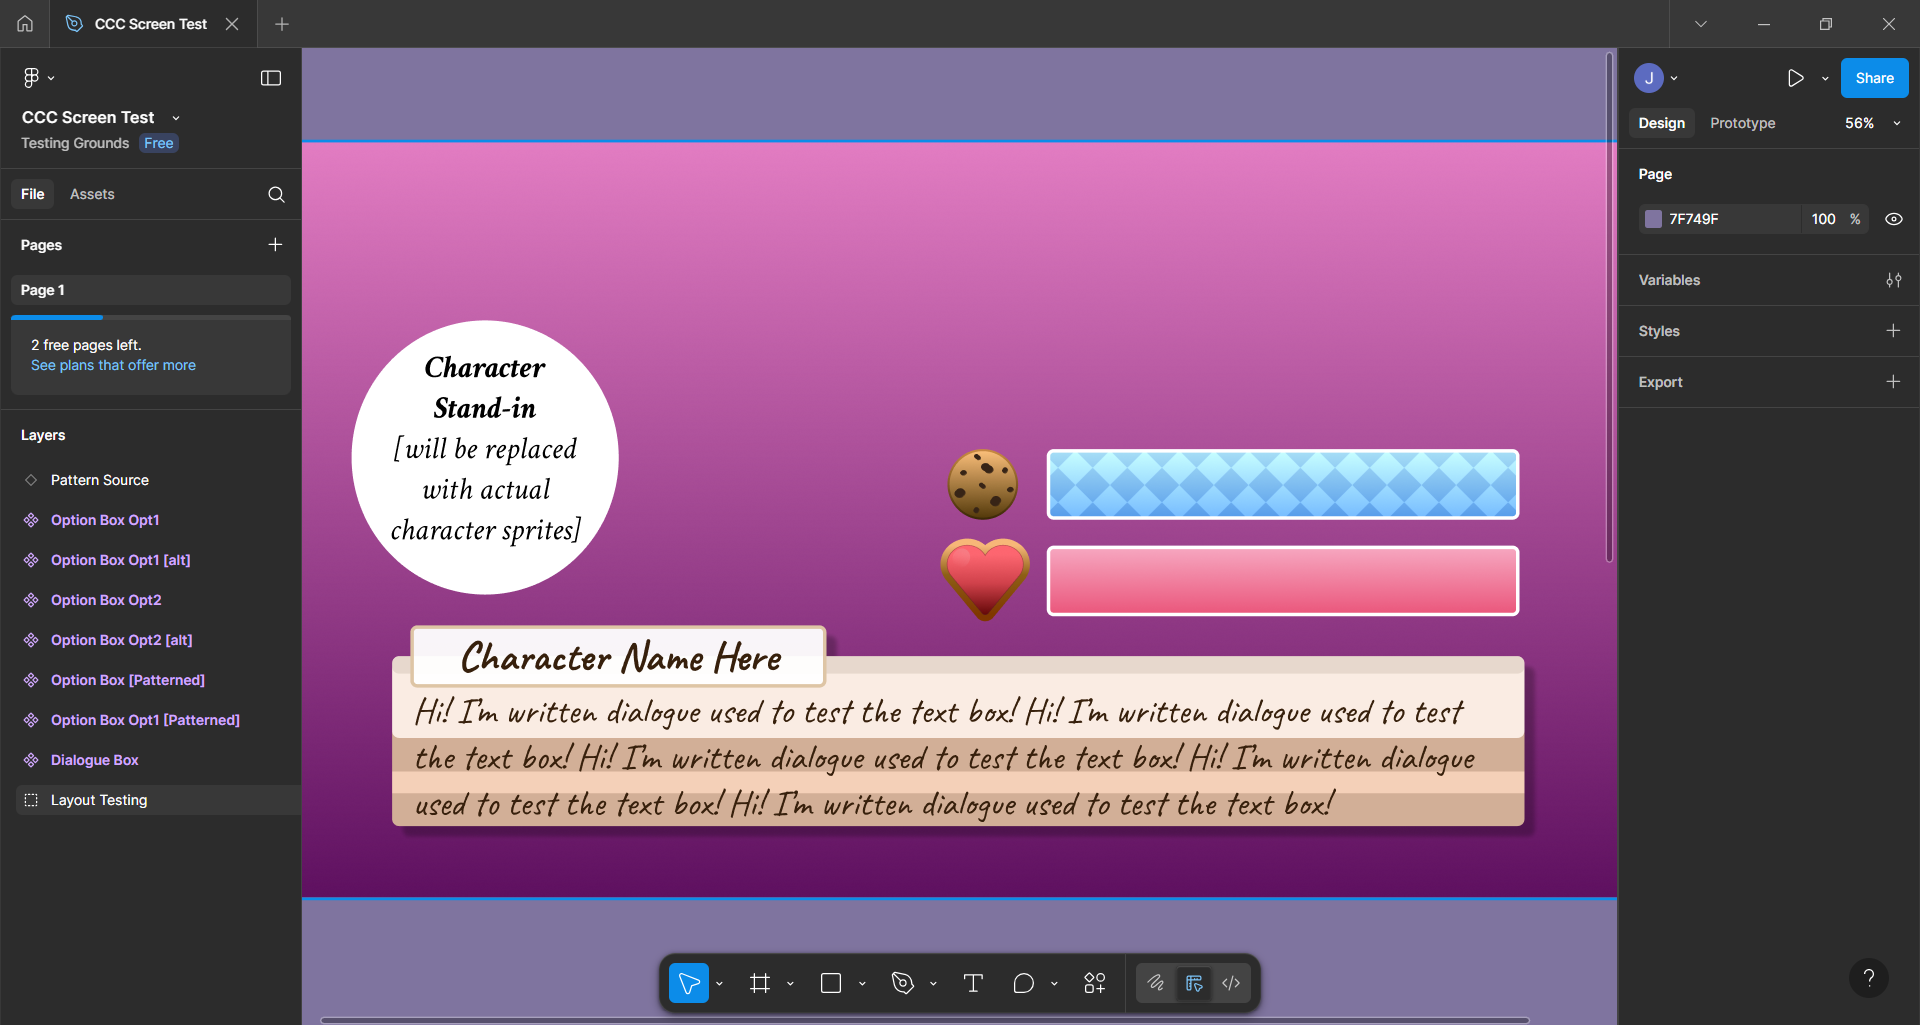 CCC Screen Test
CCC Screen Test
Testing Grounds Free
File Assets
Pages
Page 1
2 free pages left.
See plans that offer more
Layers
Pattern Source
Option Box Opt1
Option Box Opt1 [alt]
Option Box Opt2
Option Box Opt2 [alt]
Option Box [Patterned]
Option Box Opt1 [Patterned]
Dialogue Box
Layout Testing
Character
Stand-in
[will be replaced
with actual
character sprites]
Character Name Here
Hi! I'm written dialogue used to test the text box! Hi! I'm written dialogue used to test
the text box! Hi! I'm written dialogue used to test the text box! Hi! I'm written dialogue
used to test the text box! Hi! I'm written dialogue used to test the text box!
J
Share
Design Prototype 56%
Page
7F749F 100 %
Variables
Styles
Export
T
</>
?